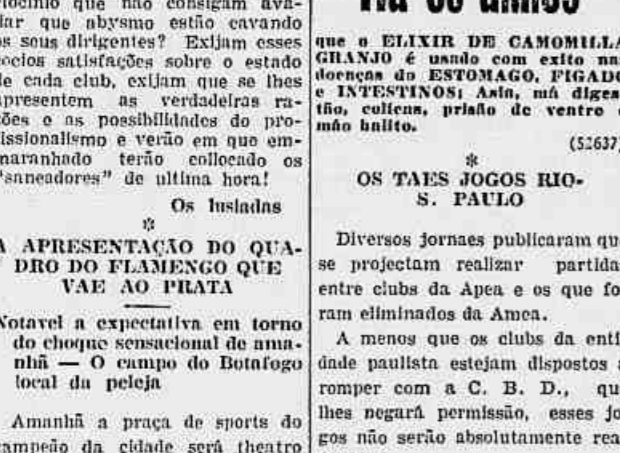 ciocinio que não consigam ava-
liar que abysmo estão cavando
os seus dirigentes? Exijam esses
socios satisfações sobre o estado
de cada club, exijam que se lhes
apresentem as verdadeiras ra-
zões e as possibilidades do pro-
fissionalismo e verão em que em-
maranhado terão collocado os
"saneadores" de ultima hora!
Os Iusladas
*
A APRESENTAÇÃO DO QUA-
DRO DO FLAMENGO QUE
VAE AO PRATA
Notavel a expectativa em torno
do choque sensacional de ama-
nhã — O campo do Botafogo
local da peleja
Amanhã a praça de sports do
campeão da cidade será theatro
Ha 60 annos
que o ELIXIR DE CAMOMILLA
GRANJO é usado com exito nas
doenças do ESTOMAGO, FIGADO
e INTESTINOS; Asia, má diges-
tão, colicas, prisão de ventre e
máo halito.
(52637)
*
OS TAES JOGOS RIO-
S. PAULO
Diversos jornaes publicaram que
se projectam realizar partidas
entre clubs da Apea e os que fo-
ram eliminados da Amea.
A menos que os clubs da enti-
dade paulista estejam dispostos a
romper com a C. B. D., que
lhes negará permissão, esses jo-
gos não serão absolutamente rea-